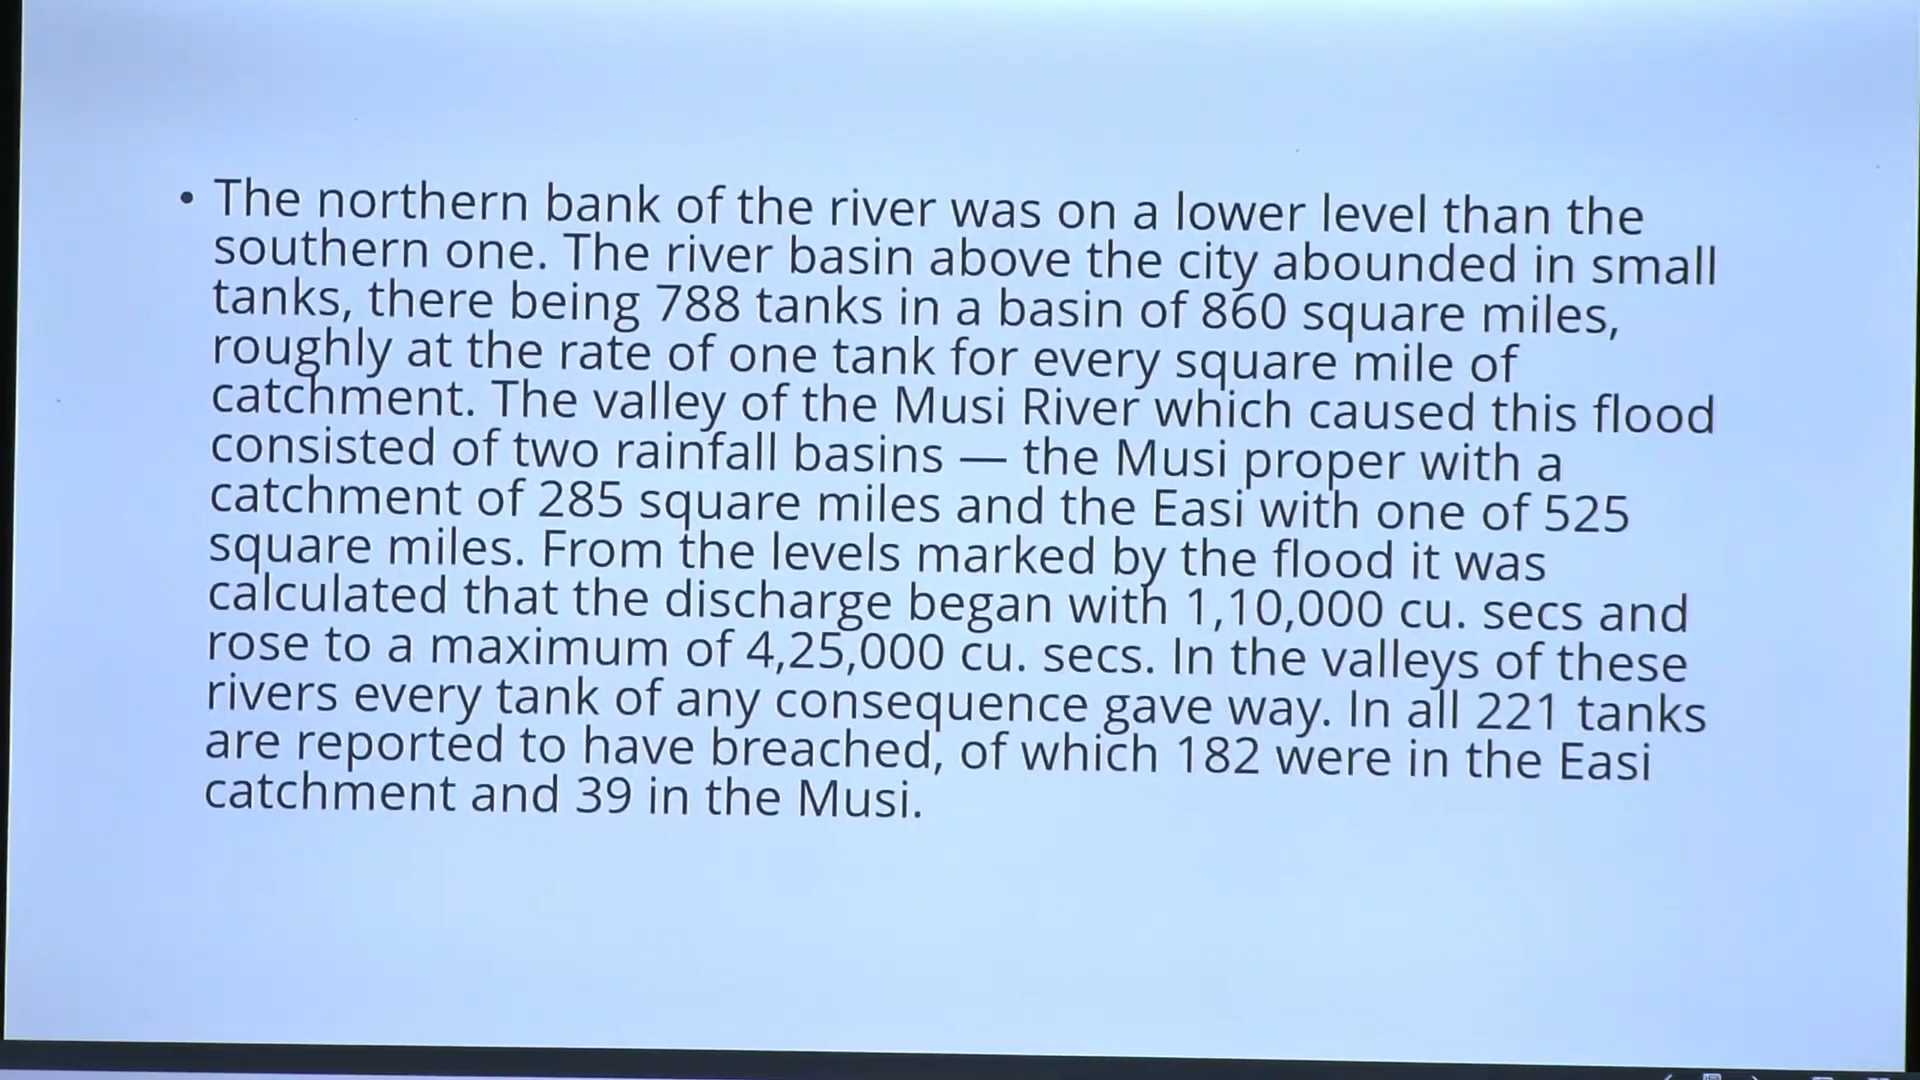 • The northern bank of the river was on a lower level than the
southern one. The river basin above the city abounded in small
tanks, there being 788 tanks in a basin of 860 square miles,
roughly at the rate of one tank for every square mile of
catchment. The valley of the Musi River which caused this flood
consisted of two rainfall basins — the Musi proper with a
catchment of 285 square miles and the Easi with one of 525
square miles. From the levels marked by the flood it was
calculated that the discharge began with 1,10,000 cu. secs and
rose to a maximum of 4,25,000 cu. secs. In the valleys of these
rivers every tank of any consequence gave way. In all 221 tanks
are reported to have breached, of which 182 were in the Easi
catchment and 39 in the Musi.